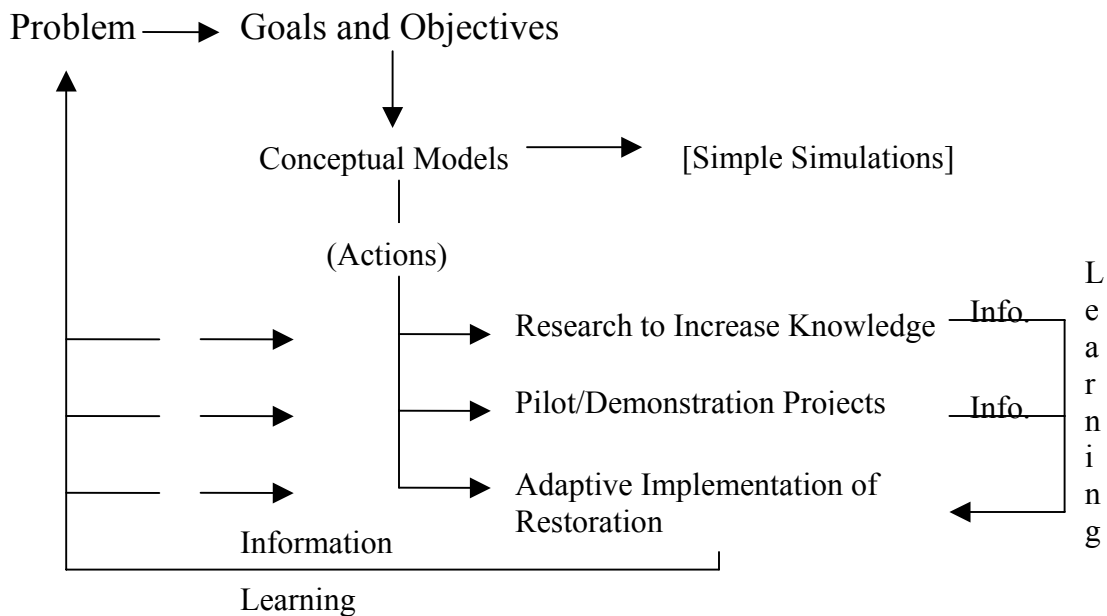 Problem
Goals and Objectives
Conceptual Models
[Simple Simulations]
(Actions)
Research to Increase Knowledge
Info.
Pilot/Demonstration Projects
Info.
Adaptive Implementation of
Restoration
Learning
Information
Learning